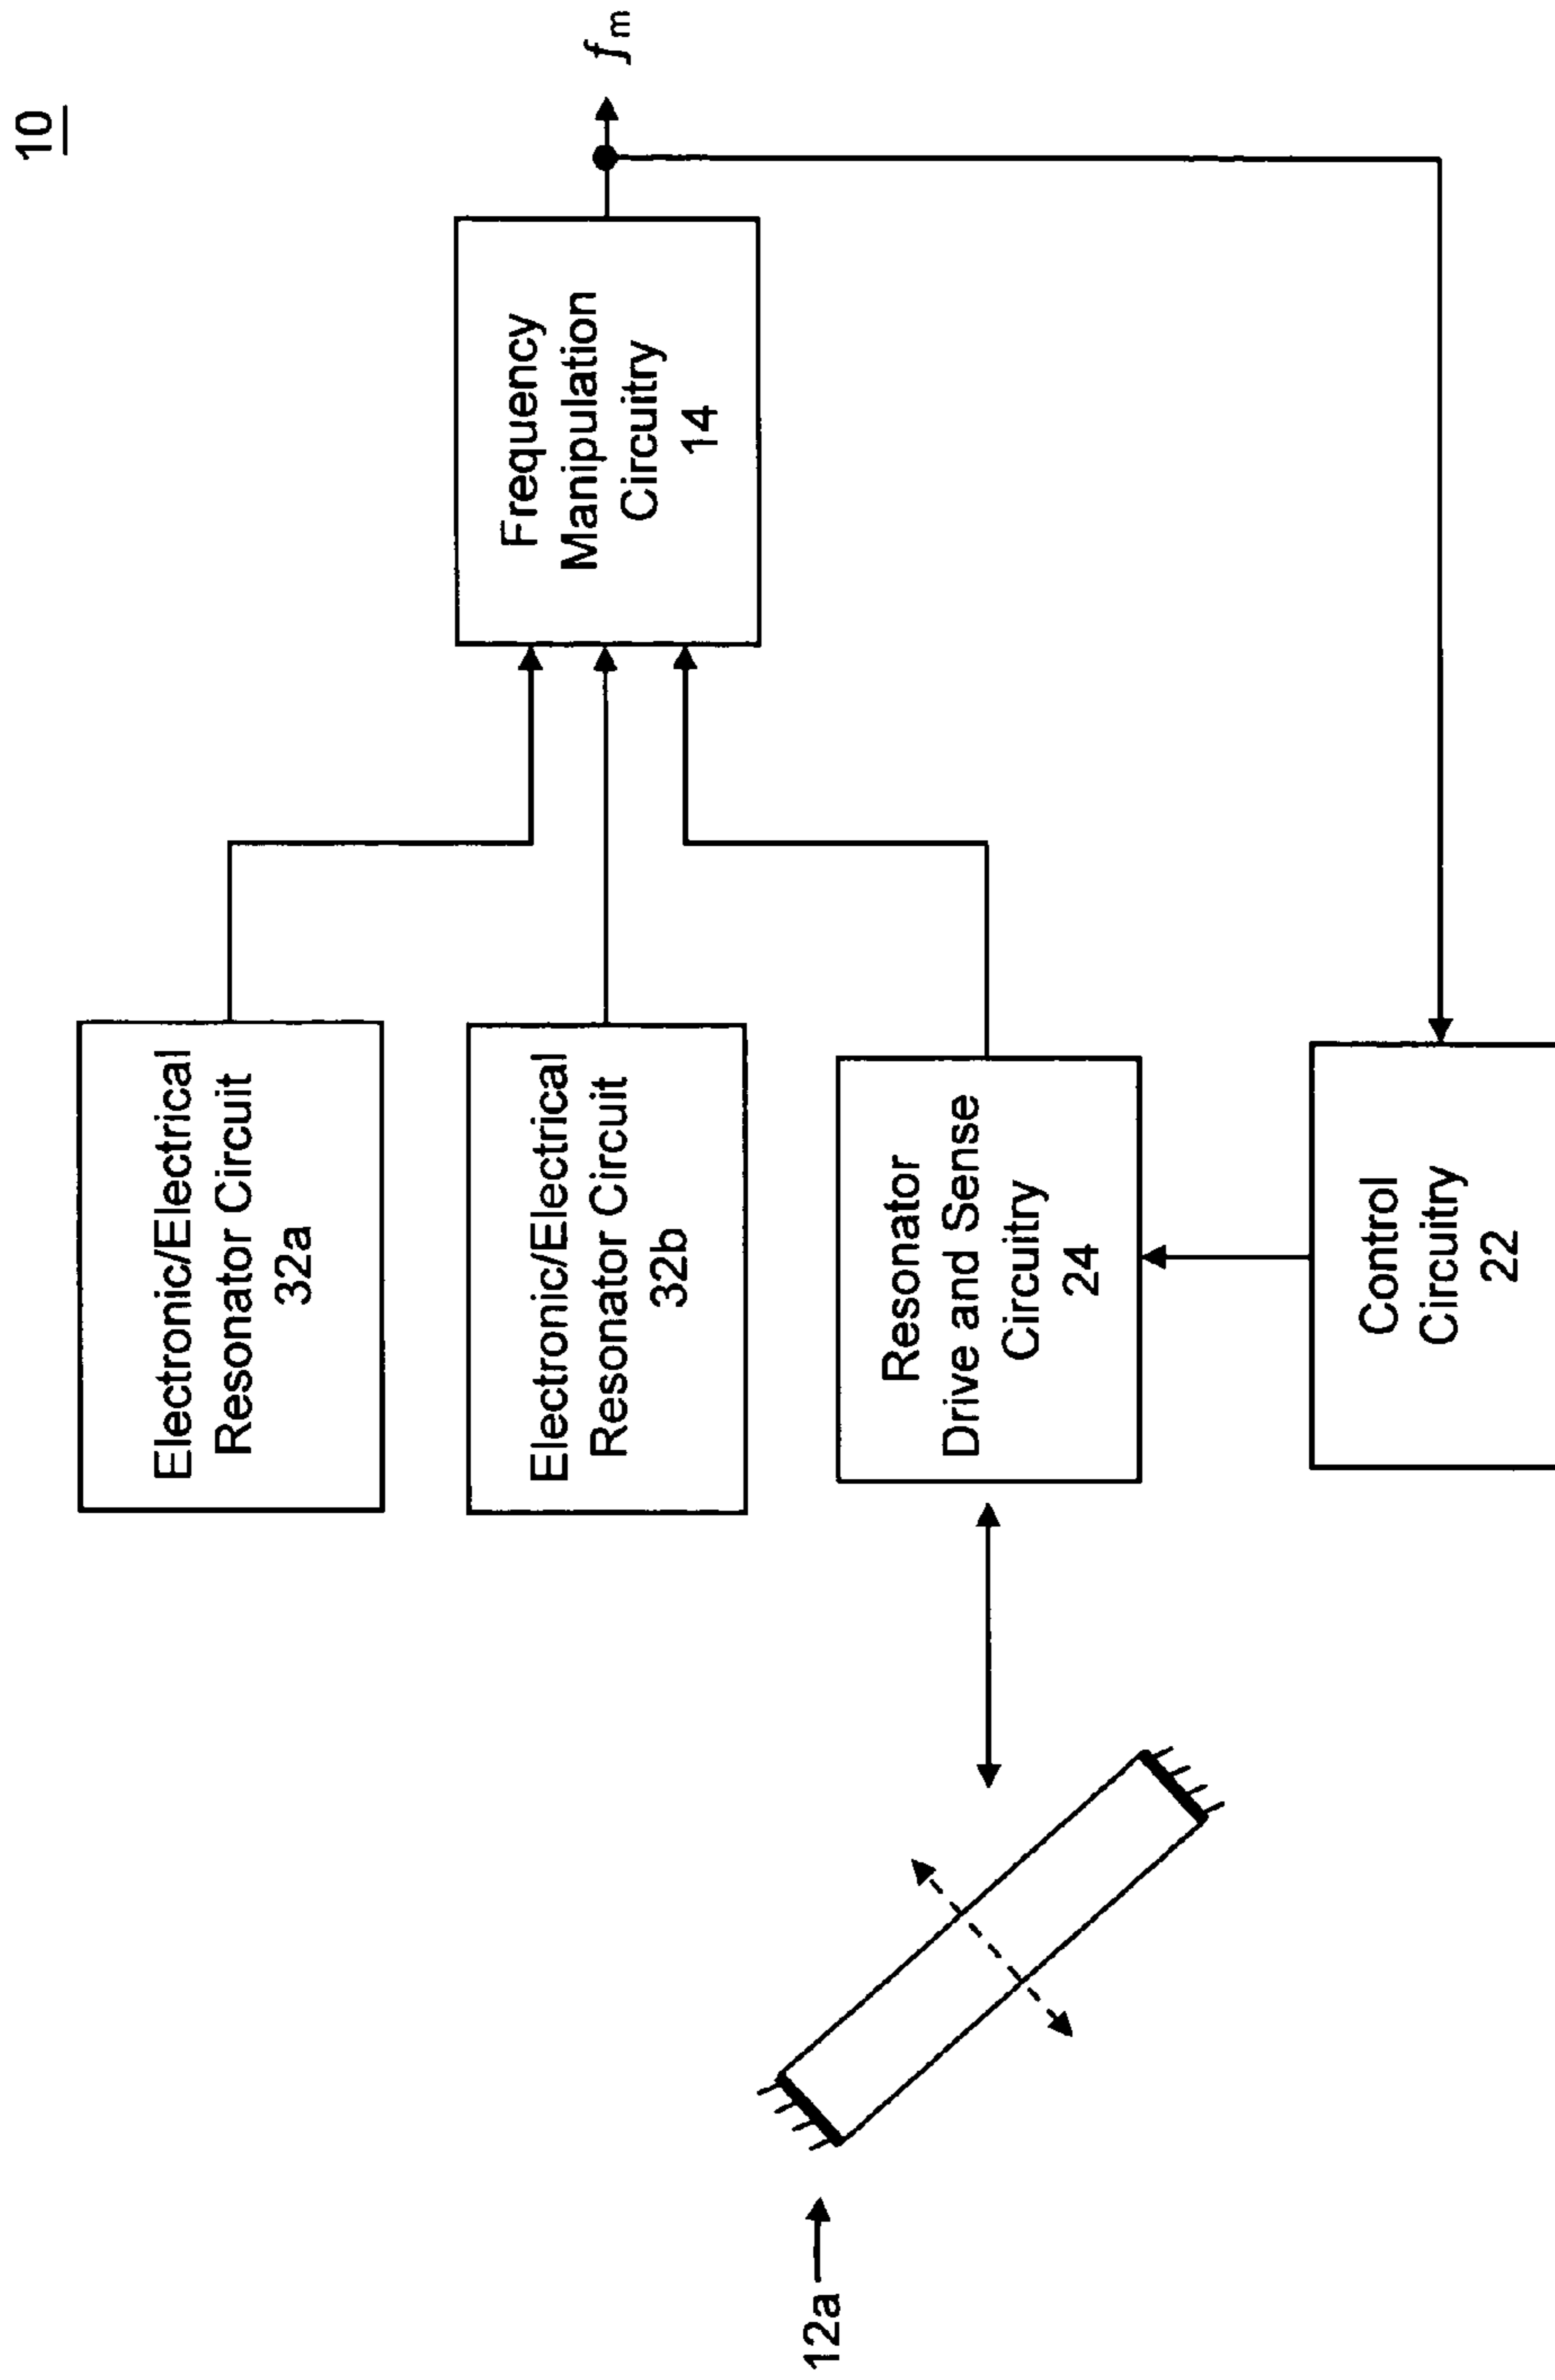 10
Electronic/Electrical
Resonator Circuit
32a
Electronic/Electrical
Resonator Circuit
32b
Frequency
Manipulation
Circuitry
14
fm
12a
Resonator
Drive and Sense
Circuitry
24
Control
Circuitry
22